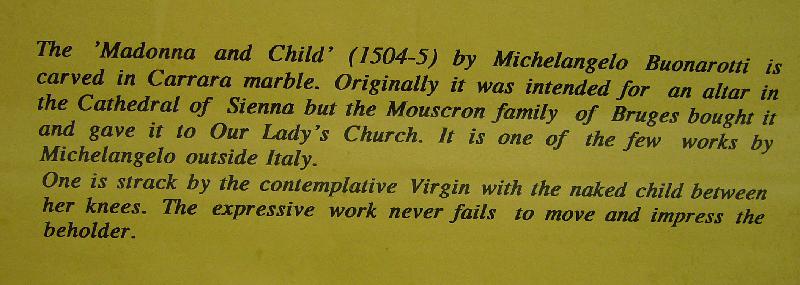 The 'Madonna and Child' (1504-5) by Michelangelo Buonarotti is
carved in Carrara marble. Originally it was intended for an altar in
the Cathedral of Sienna but the Mouscron family of Bruges bought it
and gave it to Our Lady's Church. It is one of the few works by
Michelangelo outside Italy.
One is strack by the contemplative Virgin with the naked child between
her knees. The expressive work never fails to move and impress the
beholder.